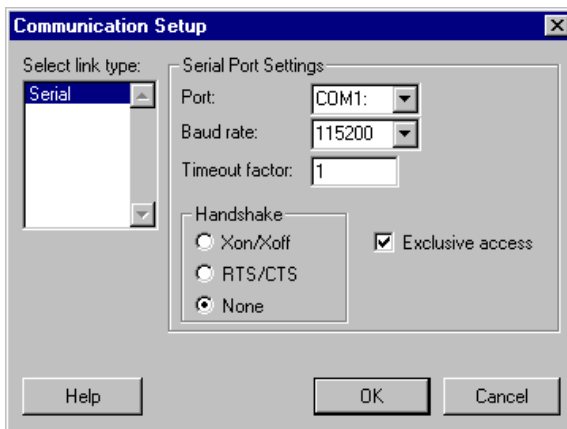 Communication Setup
Select link type:
Serial
Serial Port Settings
Port:
COM1:
Baud rate:
115200
Timeout factor:
1
Handshake
Xon/Xoff
RTS/CTS
None
Exclusive access
Help
OK
Cancel